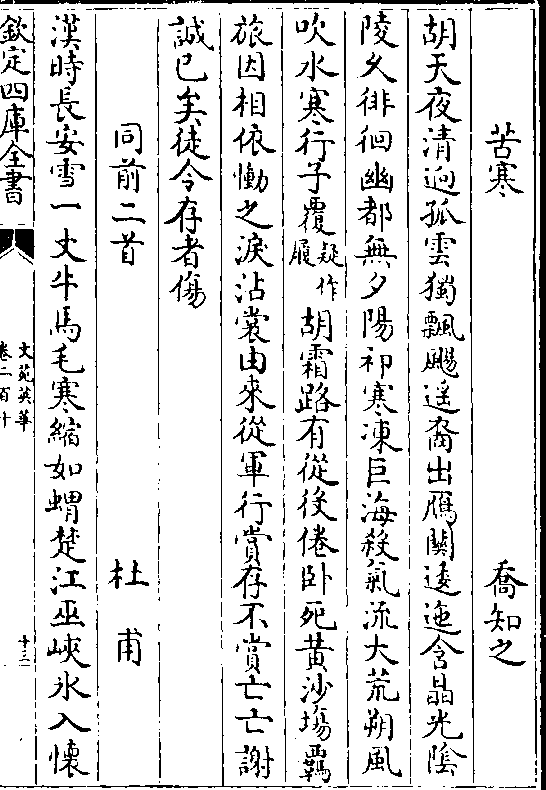 苦寒 喬知之
胡天夜清迥孤雲獨飄颺遥裔出鴈關逶迤含晶光陰
陵乆徘徊幽都無夕陽祁寒凍巨海殺氣流大荒朔風
吹水寒行子覆疑作履胡霜路有從役倦卧死黄沙塲羈
旅因相依慟之淚沾裳由來從軍行賞存不賞亡亡謝
誠已矣徒令存者傷
同前二首 杜甫
漢時長安雪一丈牛馬毛寒縮如蝟楚江巫峽氷入懐
欽定四庫全書
文苑英華
卷二百十
十三